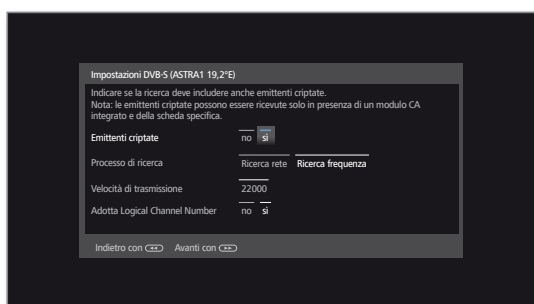 Impostazioni DVB-S (ASTRA1 19,2°E)
Indicare se la ricerca deve includere anche emittenti criptate.
Nota: le emittenti criptate possono essere ricevute solo in presenza di un modulo CA
integrato e della scheda specifica.
Emittenti criptate no sì
Processo di ricerca Ricerca rete Ricerca frequenza
Velocità di trasmissione 22000
Adotta Logical Channel Number no sì
Indietro con Avanti con